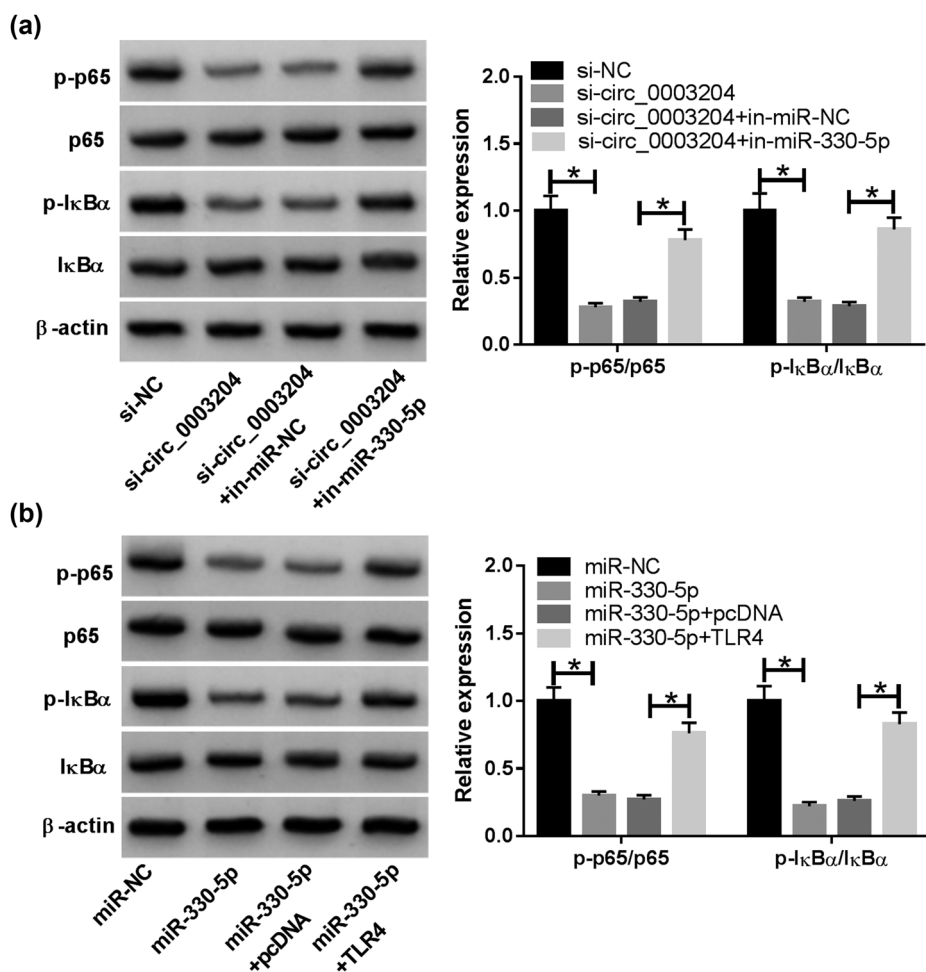 (a)
p-p65
p65
p-IκBα
IκBα
β-actin
si-NC
si-circ_0003204
si-circ_0003204
+in-miR-NC
si-circ_0003204
+in-miR-330-5p
si-NC
si-circ_0003204
si-circ_0003204+in-miR-NC
si-circ_0003204+in-miR-330-5p
Relative expression
2.0
1.5
1.0
0.5
0.0
*
*
*
*
p-p65/p65
p-IκBα/IκBα
(b)
p-p65
p65
p-IκBα
IκBα
β-actin
miR-NC
miR-330-5p
miR-330-5p
+pcDNA
miR-330-5p
+TLR4
miR-NC
miR-330-5p
miR-330-5p+pcDNA
miR-330-5p+TLR4
Relative expression
2.0
1.5
1.0
0.5
0.0
*
*
*
*
p-p65/p65
p-IκBα/IκBα